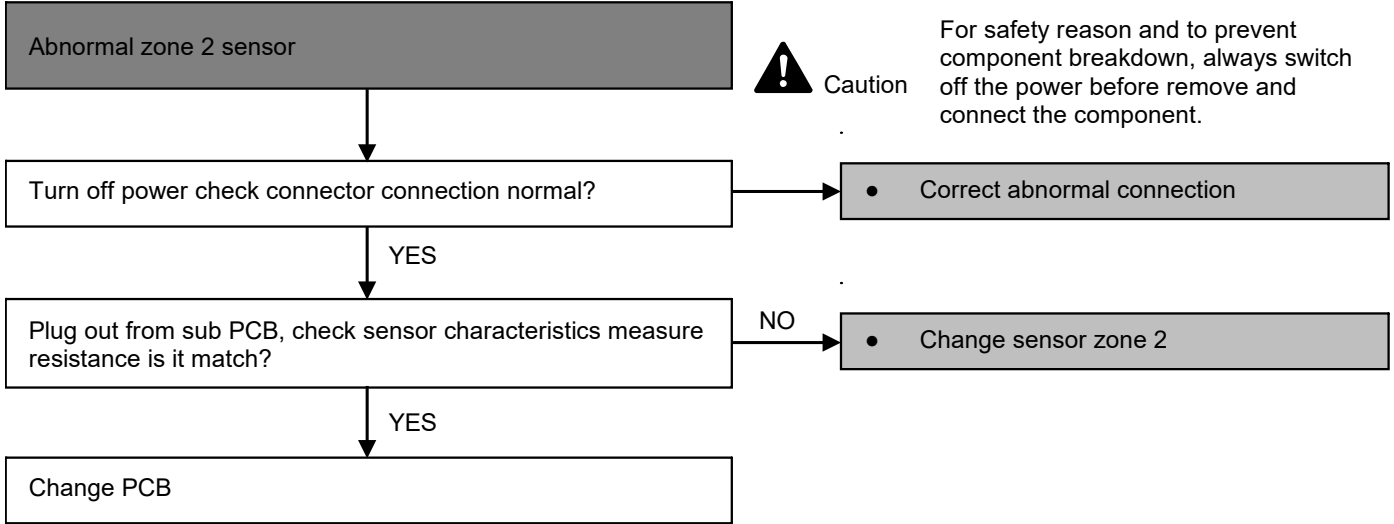 Abnormal zone 2 sensor
Caution
For safety reason and to prevent
component breakdown, always switch
off the power before remove and
connect the component.
Turn off power check connector connection normal?
● Correct abnormal connection
YES
Plug out from sub PCB, check sensor characteristics measure
resistance is it match?
NO
● Change sensor zone 2
YES
Change PCB